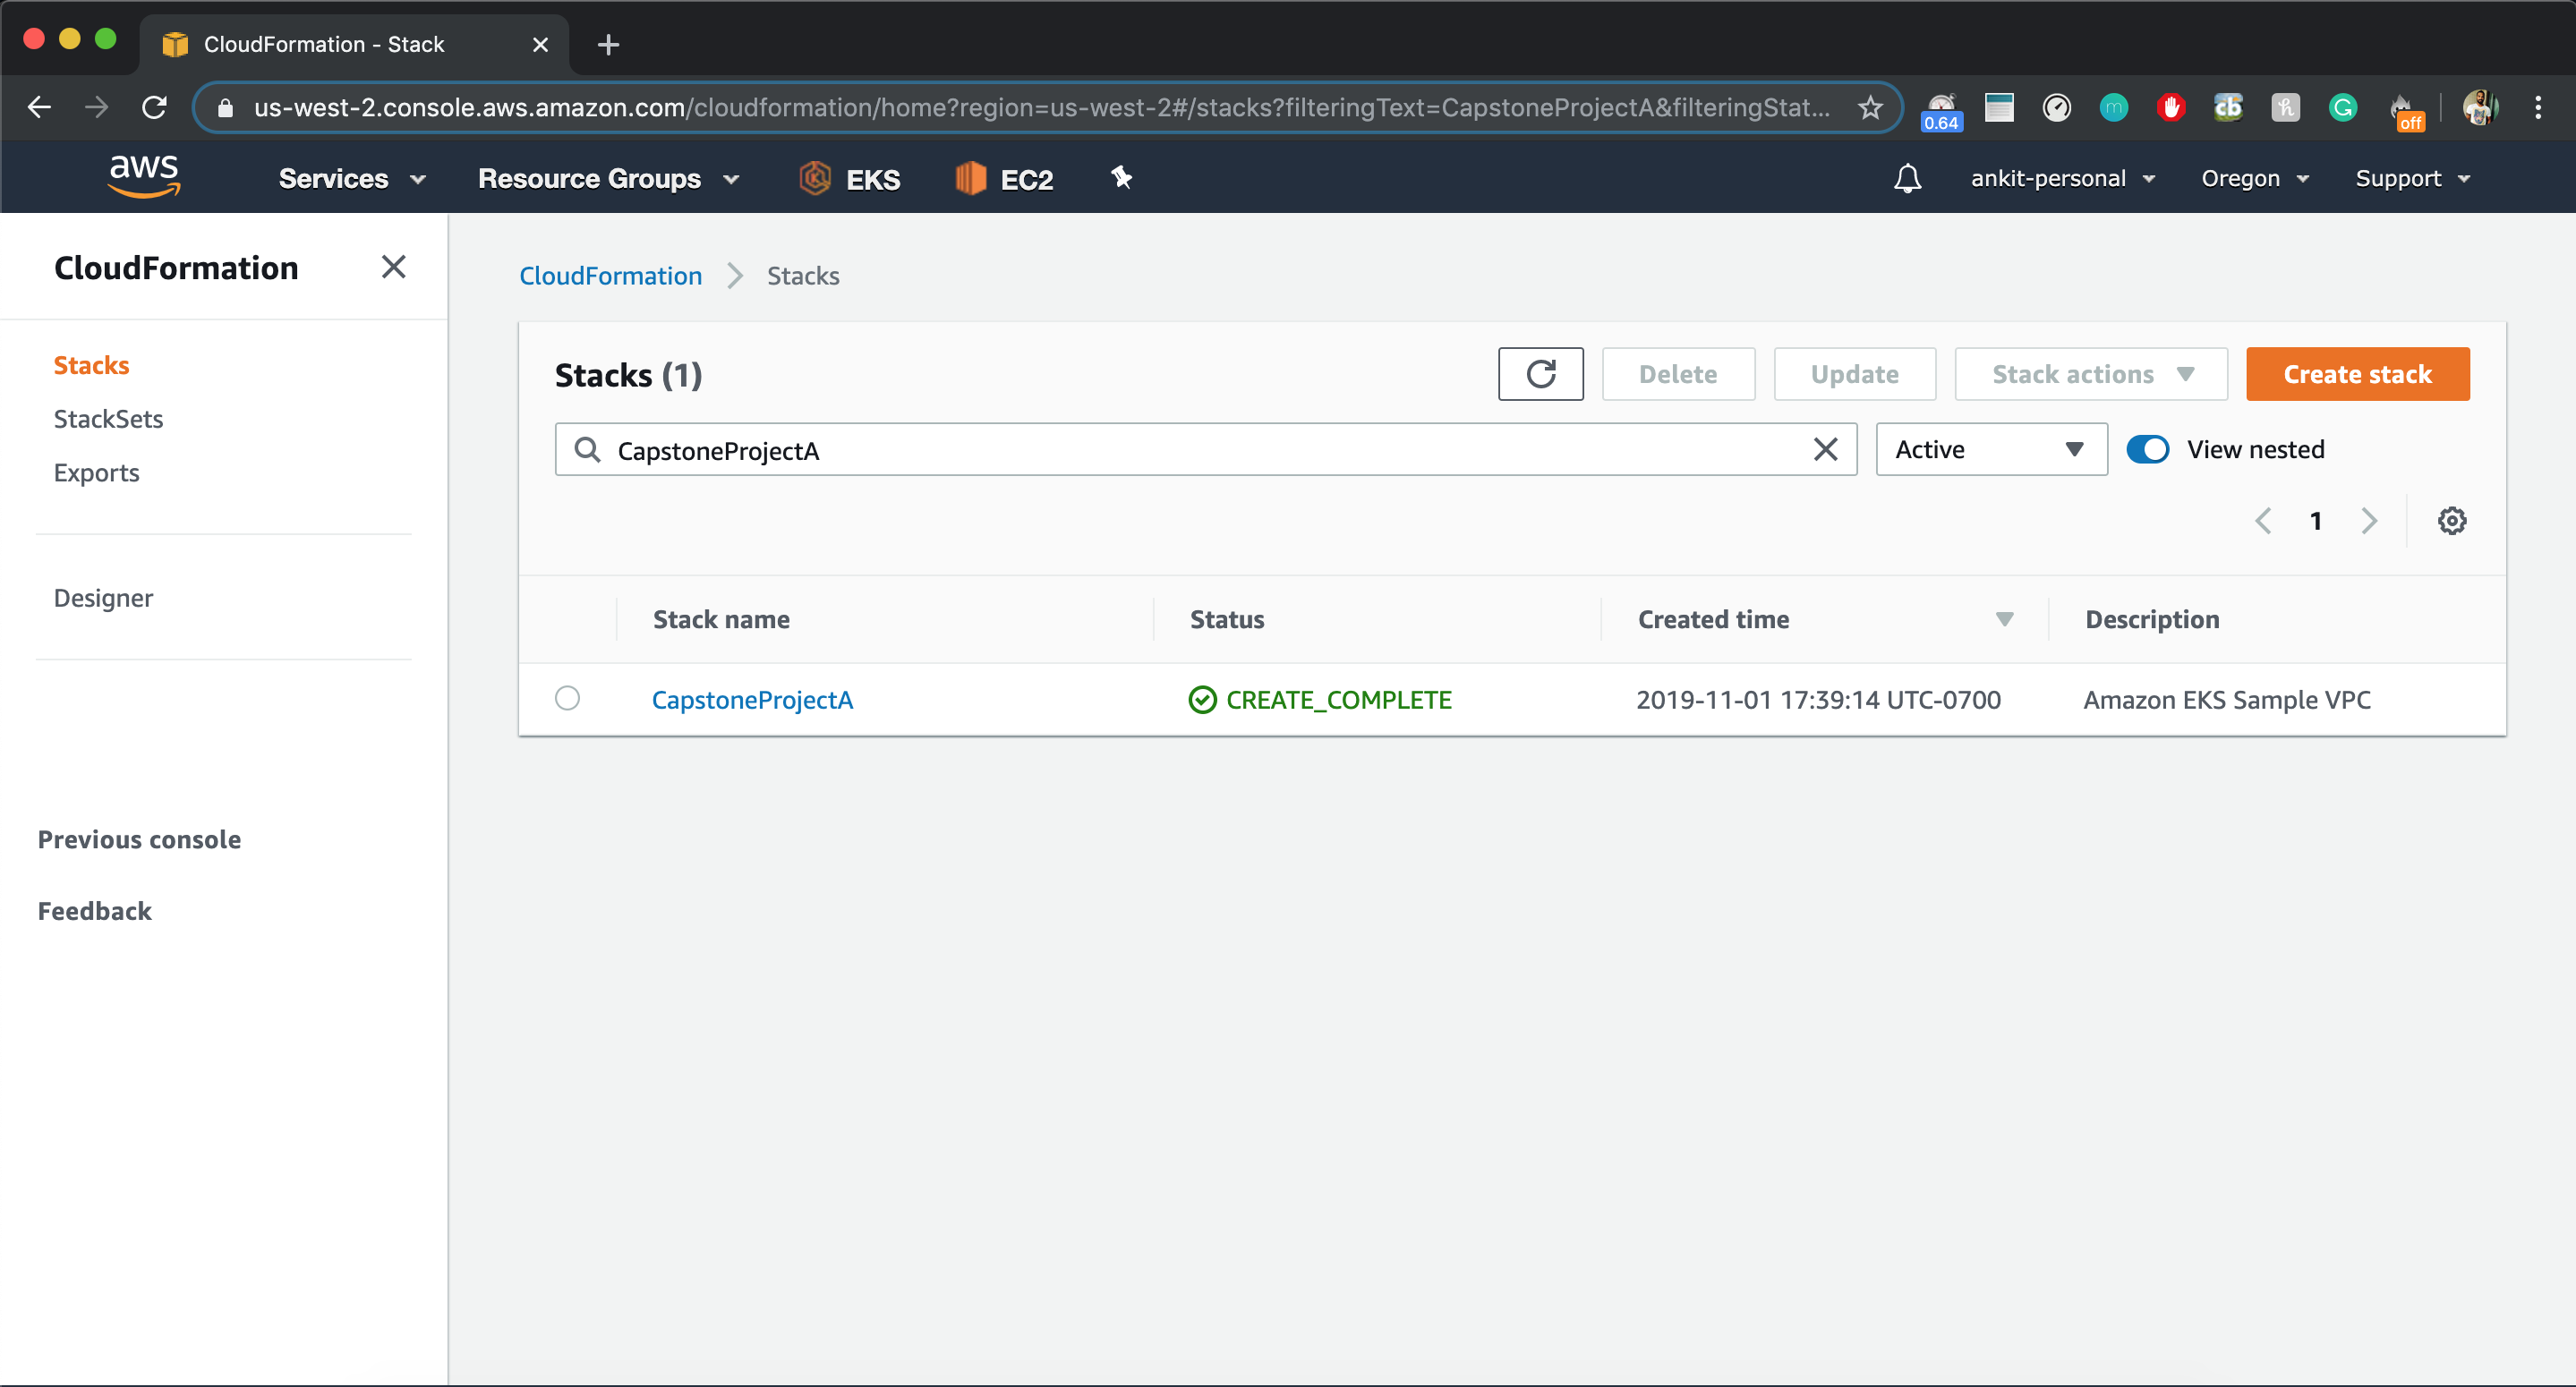 CloudFormation - Stack
us-west-2.console.aws.amazon.com/cloudformation/home?region=us-west-2#/stacks?filteringText=CapstoneProjectA&filteringStat...
0.64
m
cb
h
G
off
aws
Services
Resource Groups
EKS
EC2
ankit-personal
Oregon
Support
CloudFormation
Stacks
StackSets
Exports
Designer
Previous console
Feedback
CloudFormation
Stacks
Stacks (1)
Delete
Update
Stack actions
Create stack
CapstoneProjectA
Active
View nested
1
Stack name
Status
Created time
Description
CapstoneProjectA
CREATE_COMPLETE
2019-11-01 17:39:14 UTC-0700
Amazon EKS Sample VPC